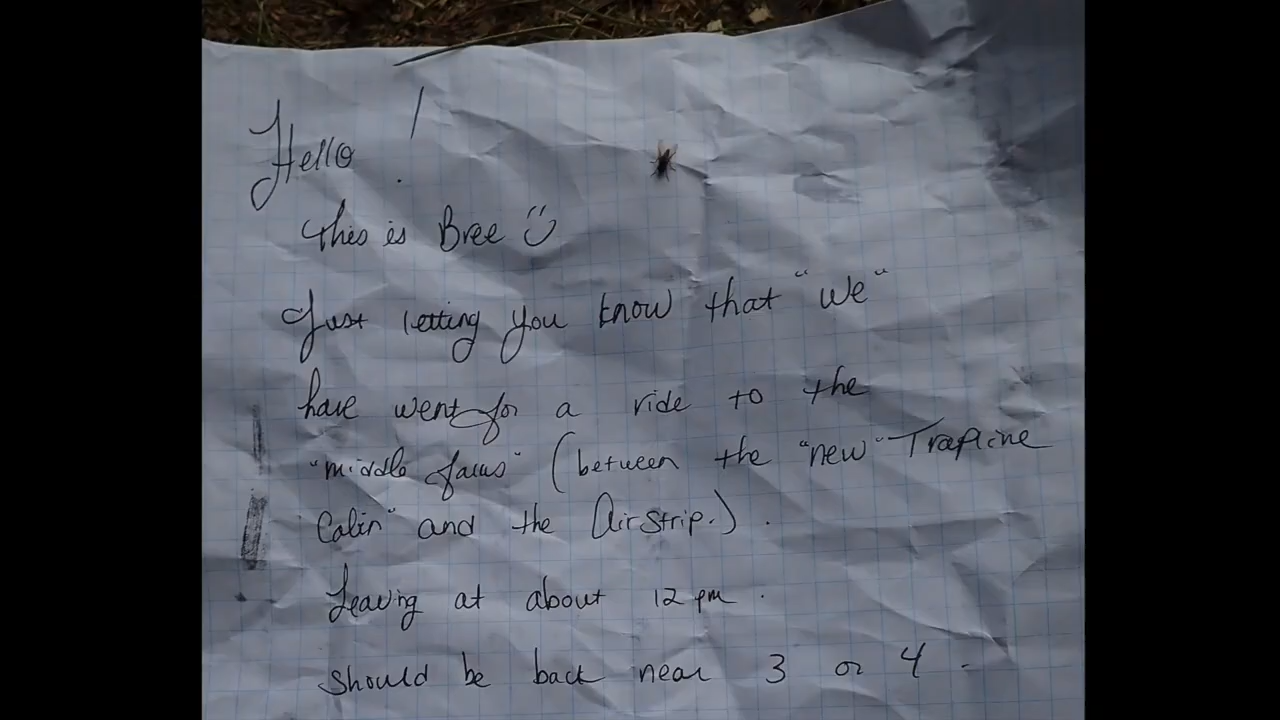 Hello !
This is Bree
Just letting you know that "we"
have went for a ride to the
"middle farms" (between the "new" Trapline
Cabin" and the Airstrip.) .
Leaving at about 12 pm .
Should be back near 3 or 4 -